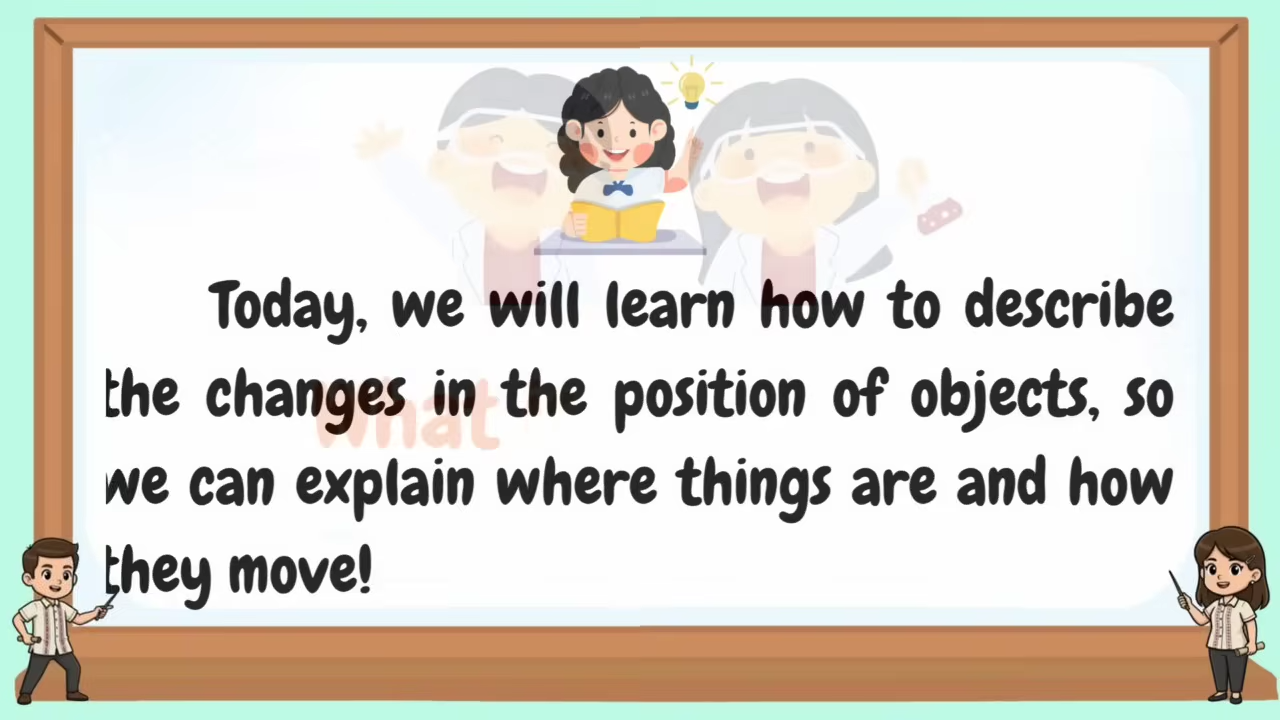 Today, we will learn how to describe
the changes in the position of objects, so
What
we can explain where things are and how
they move!